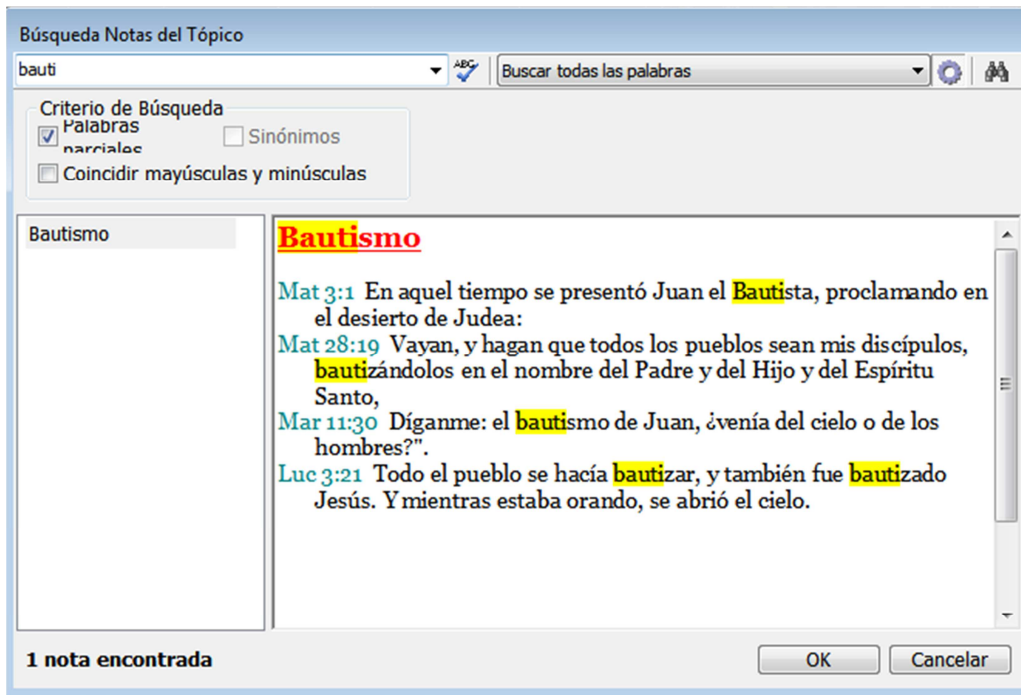 Búsqueda Notas del Tópico
bauti
ABC
Buscar todas las palabras
Criterio de Búsqueda
Palabras
parciales
Sinónimos
Coincidir mayúsculas y minúsculas
Bautismo
Bautismo
Mat 3:1 En aquel tiempo se presentó Juan el Bautista, proclamando en
el desierto de Judea:
Mat 28:19 Vayan, y hagan que todos los pueblos sean mis discípulos,
bautizándolos en el nombre del Padre y del Hijo y del Espíritu
Santo,
Mar 11:30 Díganme: el bautismo de Juan, ¿venía del cielo o de los
hombres?".
Luc 3:21 Todo el pueblo se hacía bautizar, y también fue bautizado
Jesús. Y mientras estaba orando, se abrió el cielo.
1 nota encontrada
OK
Cancelar